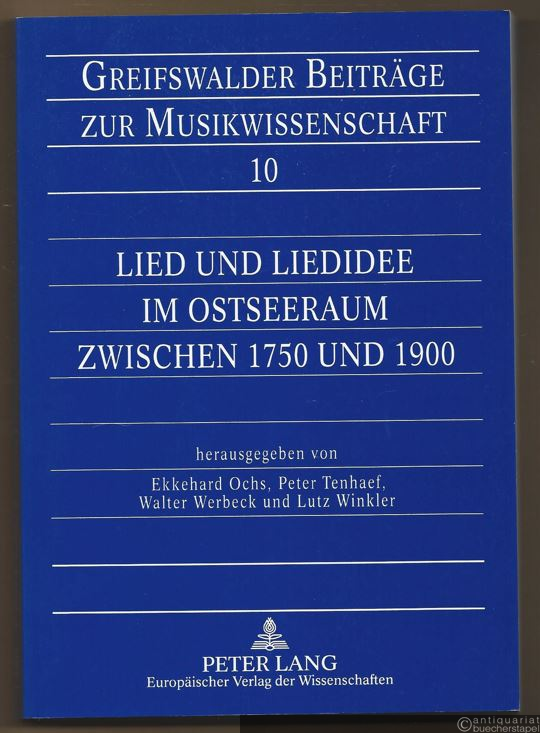 GREIFSWALDER BEITRÄGE
ZUR MUSIKWISSENSCHAFT
10
LIED UND LIEDIDEE
IM OSTSEERAUM
ZWISCHEN 1750 UND 1900
herausgegeben von
Ekkehard Ochs, Peter Tenhaef,
Walter Werbeck und Lutz Winkler
PETER LANG
Europäischer Verlag der Wissenschaften
©antiquariat
buecherstapel